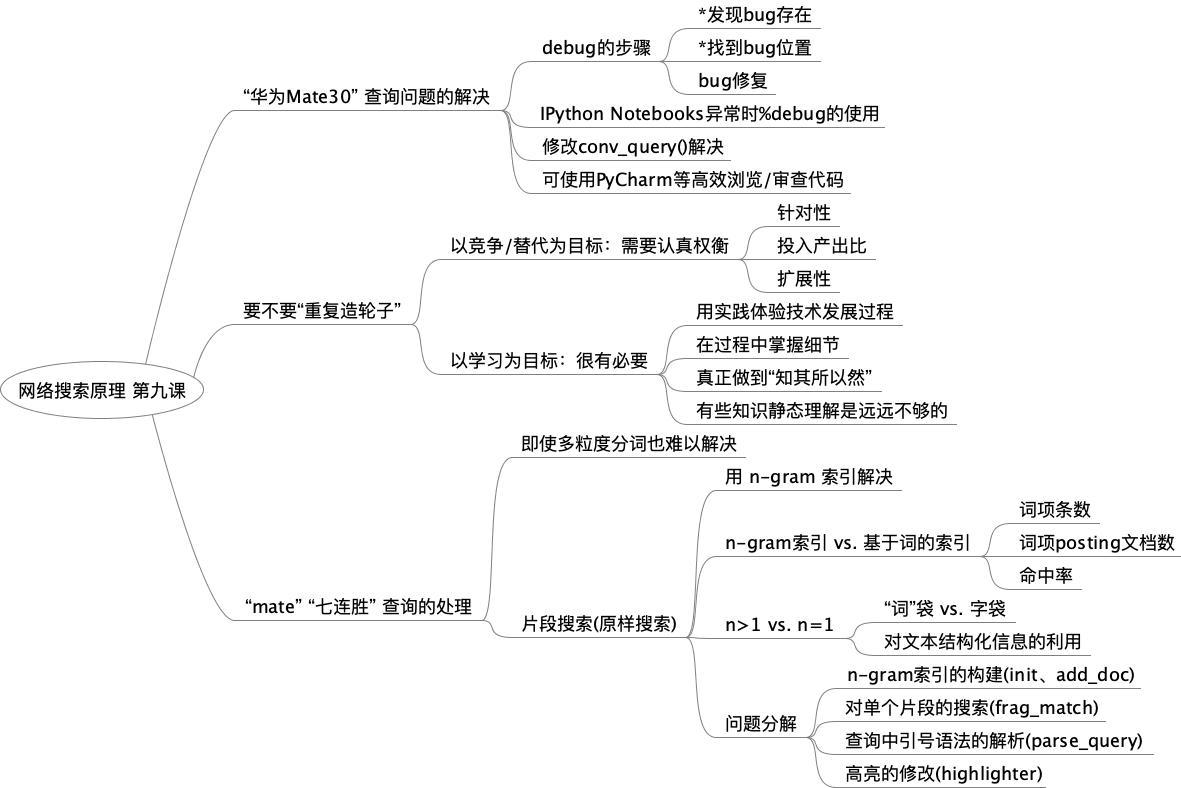 *发现bug存在
debug的步骤
*找到bug位置
bug修复
“华为Mate30” 查询问题的解决
IPython Notebooks异常时%debug的使用
修改conv_query()解决
可使用PyCharm等高效浏览/审查代码
针对性
以竞争/替代为目标：需要认真权衡
投入产出比
扩展性
要不要“重复造轮子”
用实践体验技术发展过程
在过程中掌握细节
以学习为目标：很有必要
真正做到“知其所以然”
有些知识静态理解是远远不够的
网络搜索原理 第九课
即使多粒度分词也难以解决
用 n-gram 索引解决
词项条数
n-gram索引 vs. 基于词的索引
词项posting文档数
命中率
“mate” “七连胜” 查询的处理
片段搜索(原样搜索)
“词”袋 vs. 字袋
n>1 vs. n=1
对文本结构化信息的利用
n-gram索引的构建(init、add_doc)
对单个片段的搜索(frag_match)
问题分解
查询中引号语法的解析(parse_query)
高亮的修改(highlighter)